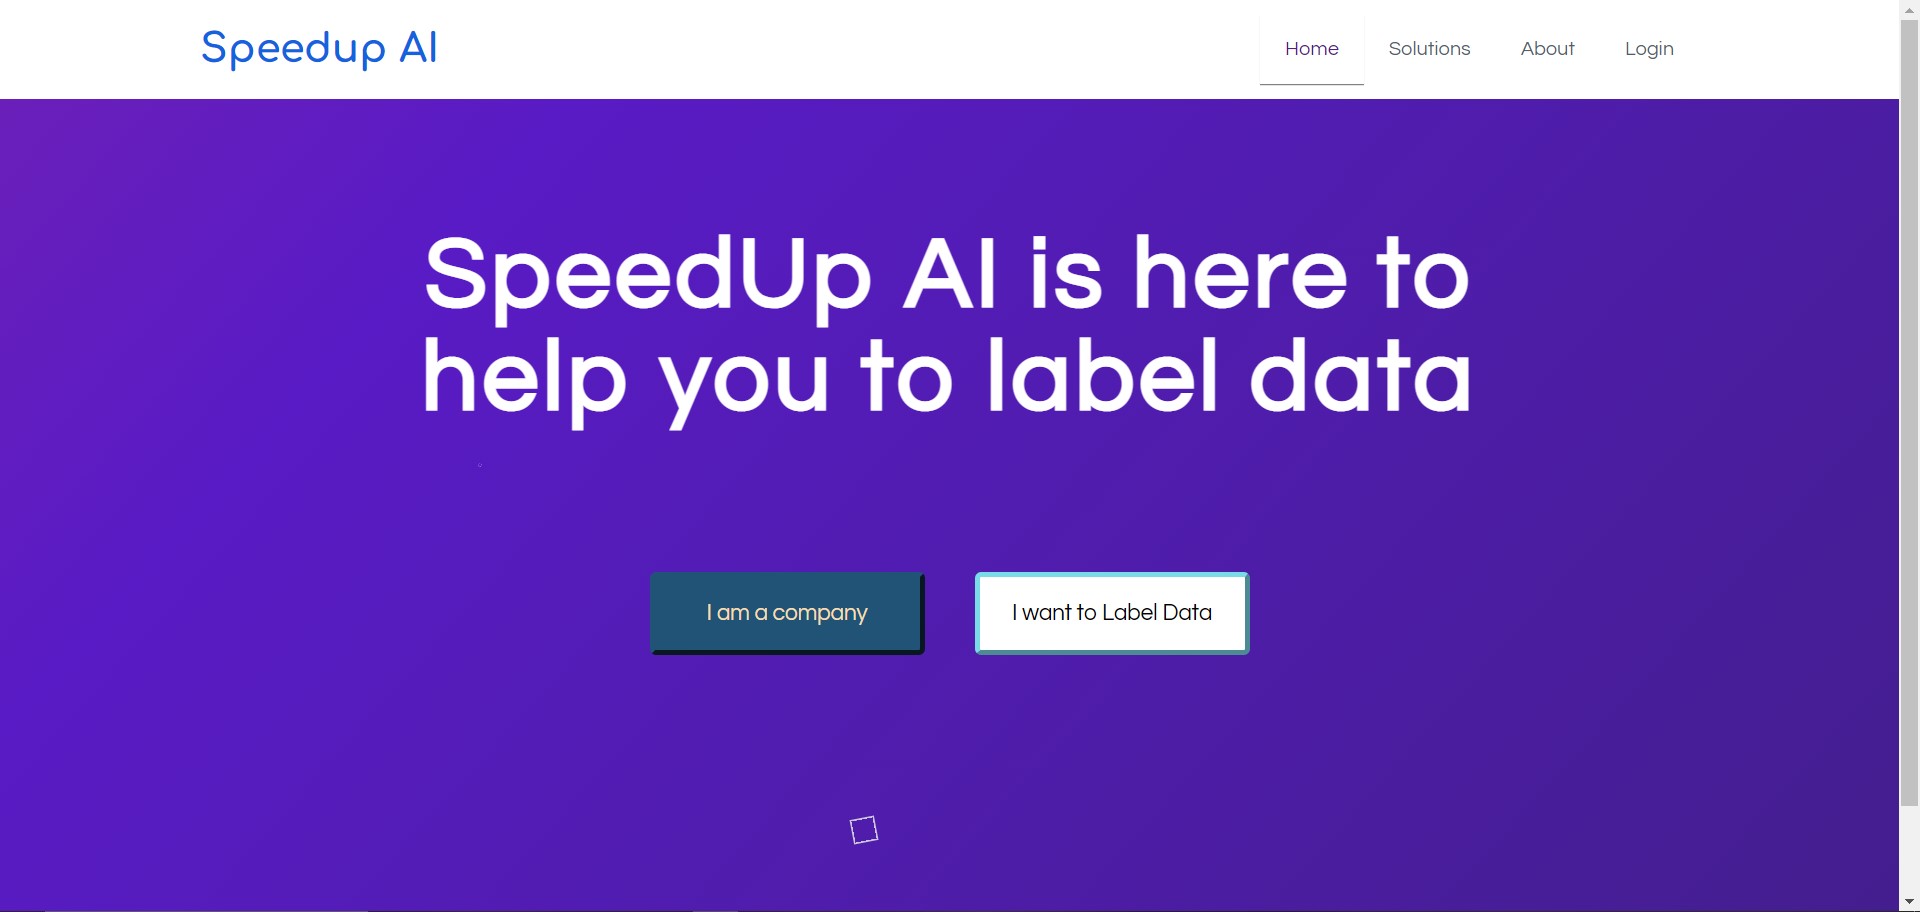 Speedup AI
Home Solutions About Login
SpeedUp AI is here to
help you to label data
I am a company
I want to Label Data